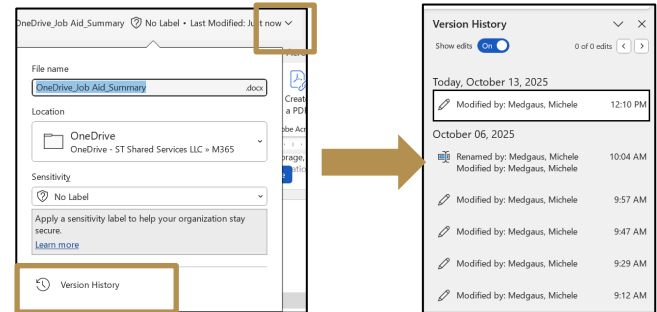 OneDrive_Job Aid_Summary No Label • Last Modified: Just now
File name
OneDrive_Job Aid_Summary .docx
Location
OneDrive
OneDrive - ST Shared Services LLC » M365
Sensitivity
No Label
Apply a sensitivity label to help your organization stay
secure.
Learn more
Version History
Creat
a PD
obe Acr
Version History
Show edits On 0 of 0 edits
Today, October 13, 2025
Modified by: Medgaus, Michele 12:10 PM
October 06, 2025
Renamed by: Medgaus, Michele 10:04 AM
Modified by: Medgaus, Michele
Modified by: Medgaus, Michele 9:57 AM
Modified by: Medgaus, Michele 9:47 AM
Modified by: Medgaus, Michele 9:29 AM
Modified by: Medgaus, Michele 9:12 AM